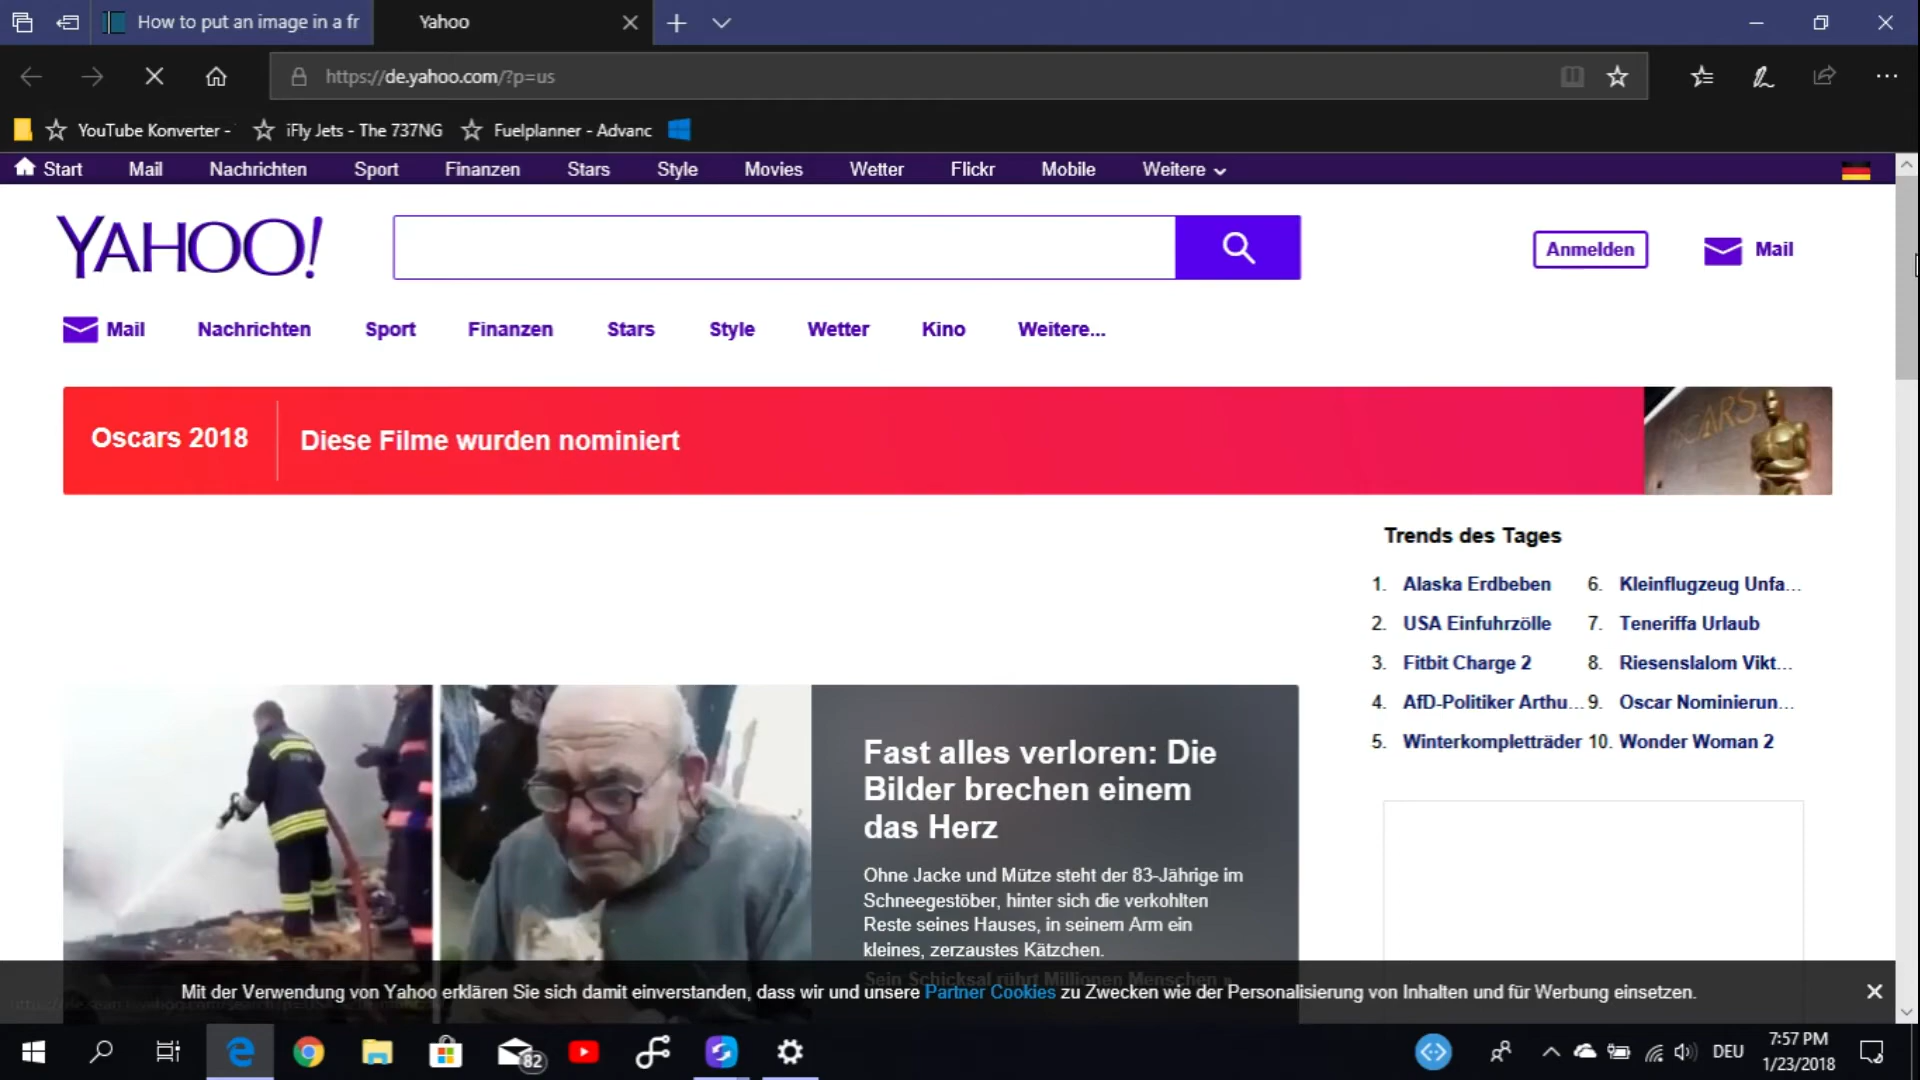 How to put an image in a fr
Yahoo
https://de.yahoo.com/?p=us
YouTube Konverter -
iFly Jets - The 737NG
Fuelplanner - Advanc
Start Mail Nachrichten Sport Finanzen Stars Style Movies Wetter Flickr Mobile Weitere
YAHOO!
Anmelden
Mail
Mail Nachrichten Sport Finanzen Stars Style Wetter Kino Weitere...
Oscars 2018
Diese Filme wurden nominiert
Trends des Tages
1. Alaska Erdbeben
2. USA Einfuhrzölle
3. Fitbit Charge 2
4. AfD-Politiker Arthu...
5. Winterkompletträder
6. Kleinflugzeug Unfa...
7. Teneriffa Urlaub
8. Riesenslalom Vikt...
9. Oscar Nominierun...
10. Wonder Woman 2
Fast alles verloren: Die
Bilder brechen einem
das Herz
Ohne Jacke und Mütze steht der 83-Jährige im
Schneegestöber, hinter sich die verkohlten
Reste seines Hauses, in seinem Arm ein
kleines, zerzaustes Kätzchen.
Sein Schicksal rührt Millionen Menschen »
Mit der Verwendung von Yahoo erklären Sie sich damit einverstanden, dass wir und unsere Partner Cookies zu Zwecken wie der Personalisierung von Inhalten und für Werbung einsetzen.
82
DEU
7:57 PM
1/23/2018